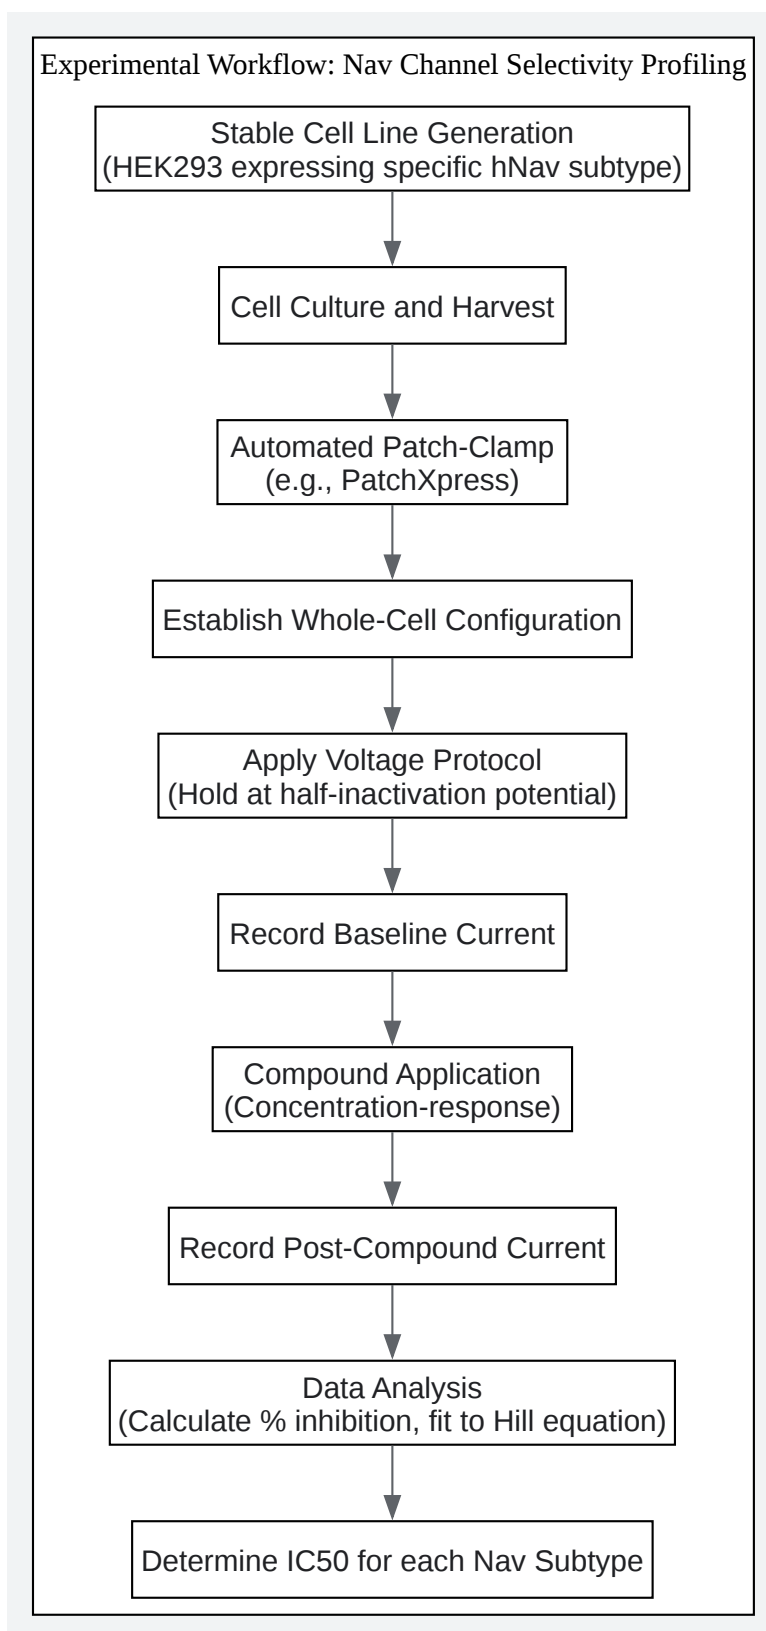 Experimental Workflow: Nav Channel Selectivity Profiling
Stable Cell Line Generation
(HEK293 expressing specific hNav subtype)
Cell Culture and Harvest
Automated Patch-Clamp
(e.g., PatchXpress)
Establish Whole-Cell Configuration
Apply Voltage Protocol
(Hold at half-inactivation potential)
Record Baseline Current
Compound Application
(Concentration-response)
Record Post-Compound Current
Data Analysis
(Calculate % inhibition, fit to Hill equation)
Determine IC50 for each Nav Subtype